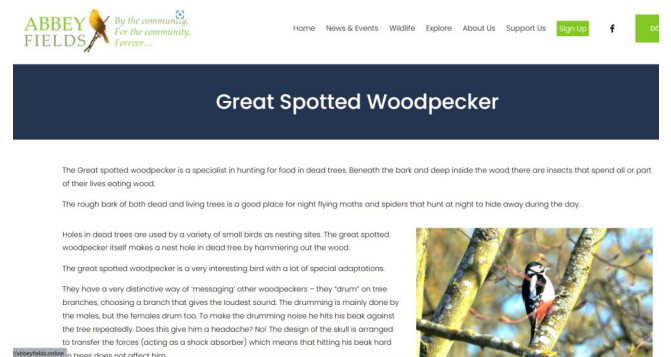 ABBEY
FIELDS
By the community,
For the community,
Forever...
Home News & Events Wildlife Explore About Us Support Us Sign Up f DO
Great Spotted Woodpecker
The Great spotted woodpecker is a specialist in hunting for food in dead trees. Beneath the bark and deep inside the wood there are insects that spend all or part
of their lives eating wood.
The rough bark of both dead and living trees is a good place for night flying moths and spiders that hunt at night to hide away during the day.
Holes in dead trees are used by a variety of small birds as nesting sites. The great spotted
woodpecker itself makes a nest hole in dead tree by hammering out the wood.
The great spotted woodpecker is a very interesting bird with a lot of special adaptations.
They have a very distinctive way of ‘messaging’ other woodpeckers – they “drum” on tree
branches, choosing a branch that gives the loudest sound. The drumming is mainly done by
the males, but the females drum too. To make the drumming noise he hits his beak against
the tree repeatedly. Does this give him a headache? No! The design of the skull is arranged
to transfer the forces (acting as a shock absorber) which means that hitting his beak hard
on trees does not affect him.
/abbeyfields.online